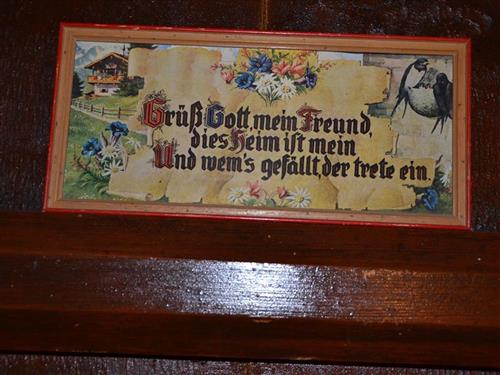 Grüß Gott mein Freund,
dies Heim ist mein
Und wem's gefällt, der trete ein.